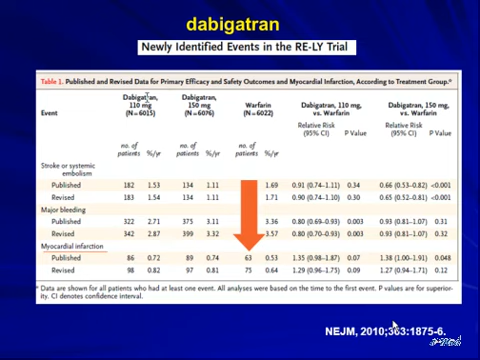 dabigatran
Newly Identified Events in the RE-LY Trial
Table 1. Published and Revised Data for Primary Efficacy and Safety Outcomes and Myocardial Infarction, According to Treatment Group.*
Event Dabigatran, 110 mg (N=6015) Dabigatran, 150 mg (N=6076) Warfarin (N=6022) Dabigatran, 110 mg, vs. Warfarin Dabigatran, 150 mg, vs. Warfarin
Relative Risk (95% CI) P Value Relative Risk (95% CI) P Value
no. of patients %/yr no. of patients %/yr no. of patients %/yr
Stroke or systemic embolism
Published 182 1.53 134 1.11 1.69 0.91 (0.74–1.11) 0.34 0.66 (0.53–0.82) <0.001
Revised 183 1.54 134 1.11 1.71 0.90 (0.74–1.10) 0.30 0.65 (0.52–0.81) <0.001
Major bleeding
Published 322 2.71 375 3.11 3.36 0.80 (0.69–0.93) 0.003 0.93 (0.81–1.07) 0.31
Revised 342 2.87 399 3.32 3.57 0.80 (0.70–0.93) 0.003 0.93 (0.81–1.07) 0.32
Myocardial infarction
Published 86 0.72 89 0.74 63 0.53 1.35 (0.98–1.87) 0.07 1.38 (1.00–1.91) 0.048
Revised 98 0.82 97 0.81 75 0.64 1.29 (0.96–1.75) 0.09 1.27 (0.94–1.71) 0.12
* Data are shown for all patients who had at least one event. All analyses were based on the time to the first event. P values are for superior-
ity. CI denotes confidence interval.
NEJM, 2010;363:1875-6.